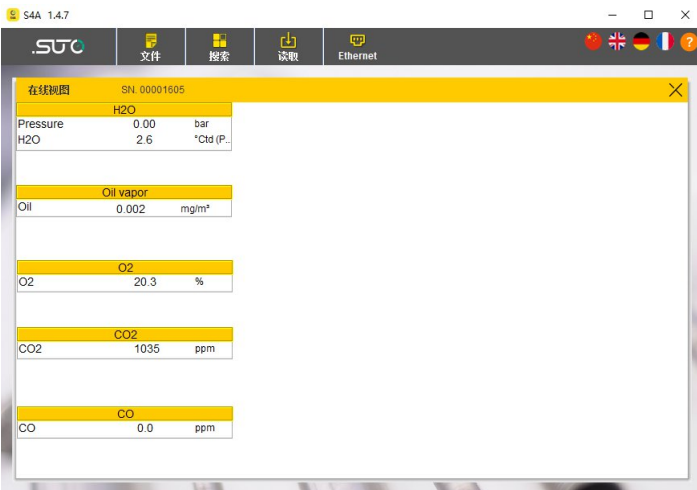 S4A 1.4.7
SUTO 文件 搜索 读取 Ethernet ?
在线视图 SN. 00001605
H2O
Pressure 0.00 bar
H2O 2.6 °Ctd (P..
Oil vapor
Oil 0.002 mg/m³
O2
O2 20.3 %
CO2
CO2 1035 ppm
CO
CO 0.0 ppm